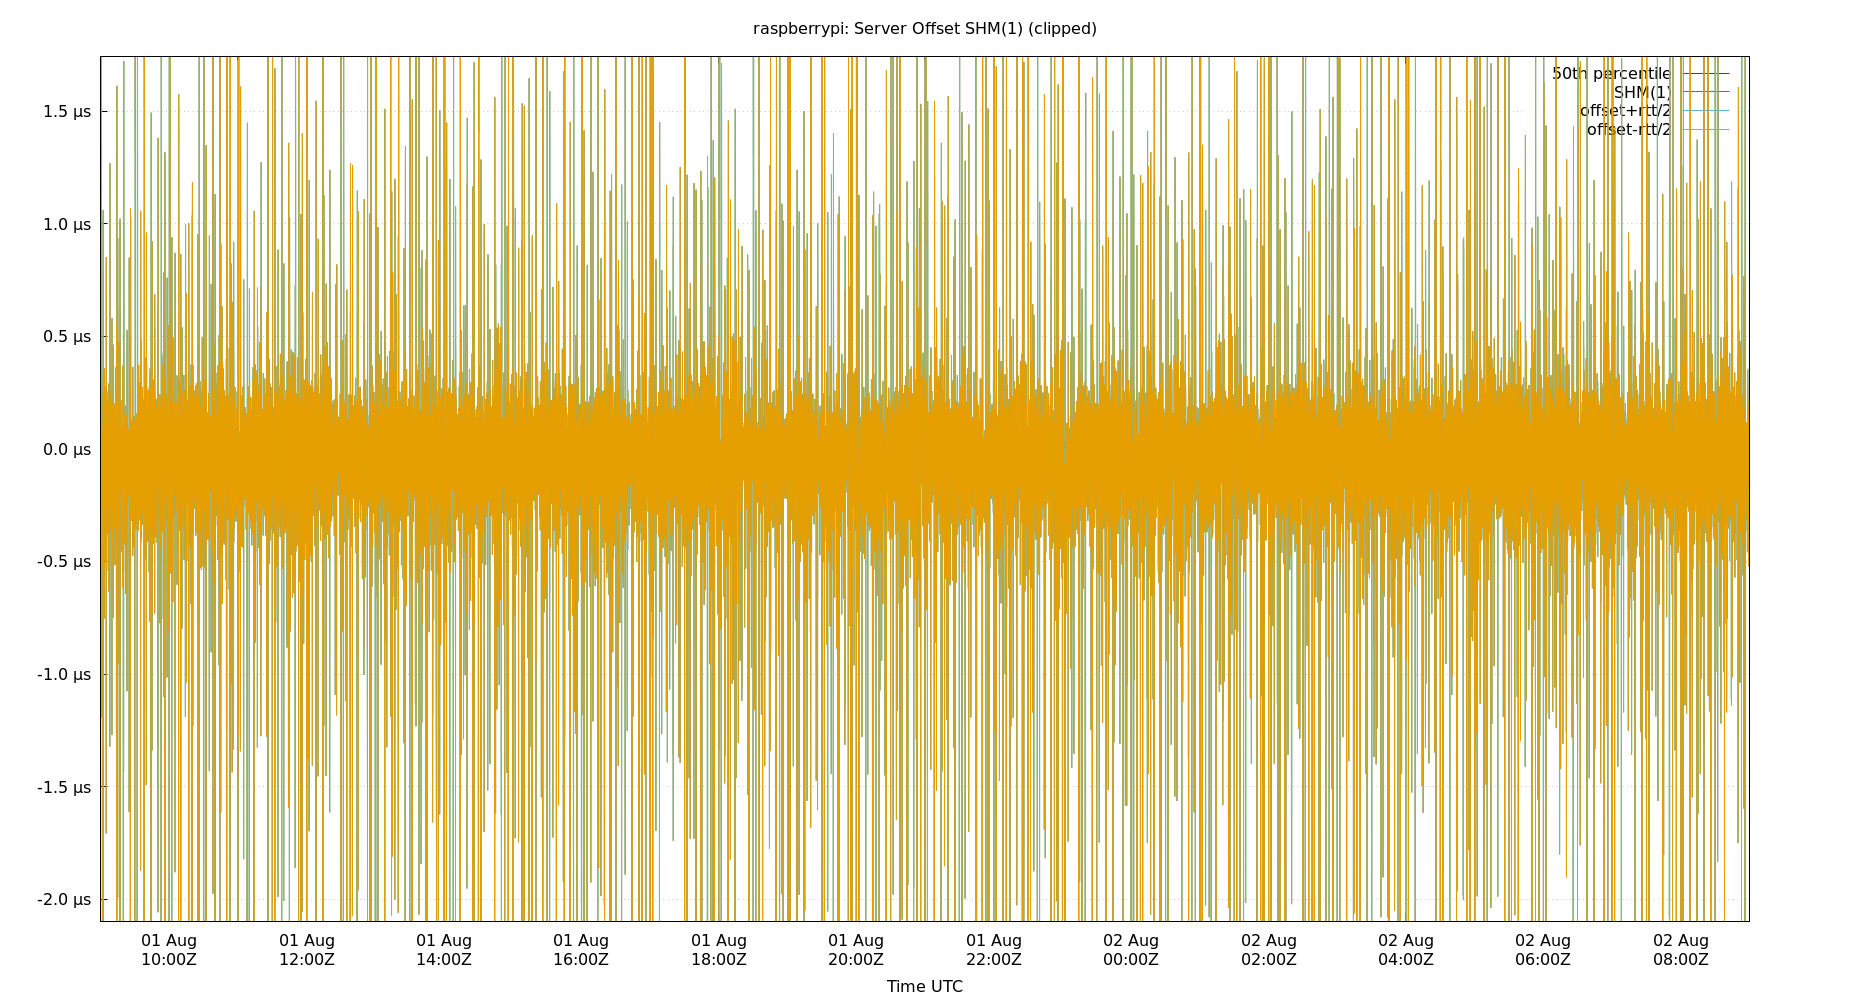 raspberrypi: Server Offset SHM(1) (clipped)
50th percentile
SHM(1)
offset+rtt/2
offset-rtt/2
1.5 µs
1.0 µs
0.5 µs
0.0 µs
-0.5 µs
-1.0 µs
-1.5 µs
-2.0 µs
01 Aug 01 Aug 01 Aug 01 Aug 01 Aug 01 Aug 01 Aug 02 Aug 02 Aug 02 Aug 02 Aug 02 Aug
10:00Z 12:00Z 14:00Z 16:00Z 18:00Z 20:00Z 22:00Z 00:00Z 02:00Z 04:00Z 06:00Z 08:00Z
Time UTC